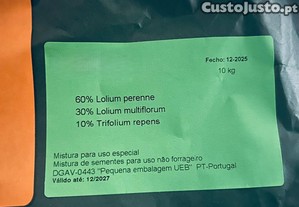 CustoJusto.pt
Fecho: 12-2025
10 kg
60% Lolium perenne
30% Lolium multiflorum
10% Trifolium repens
Mistura para uso especial
Mistura de sementes para uso não forrageiro
DGAV-0443 "Pequena embalagem UEB" PT-Portugal
Válido até: 12/2027